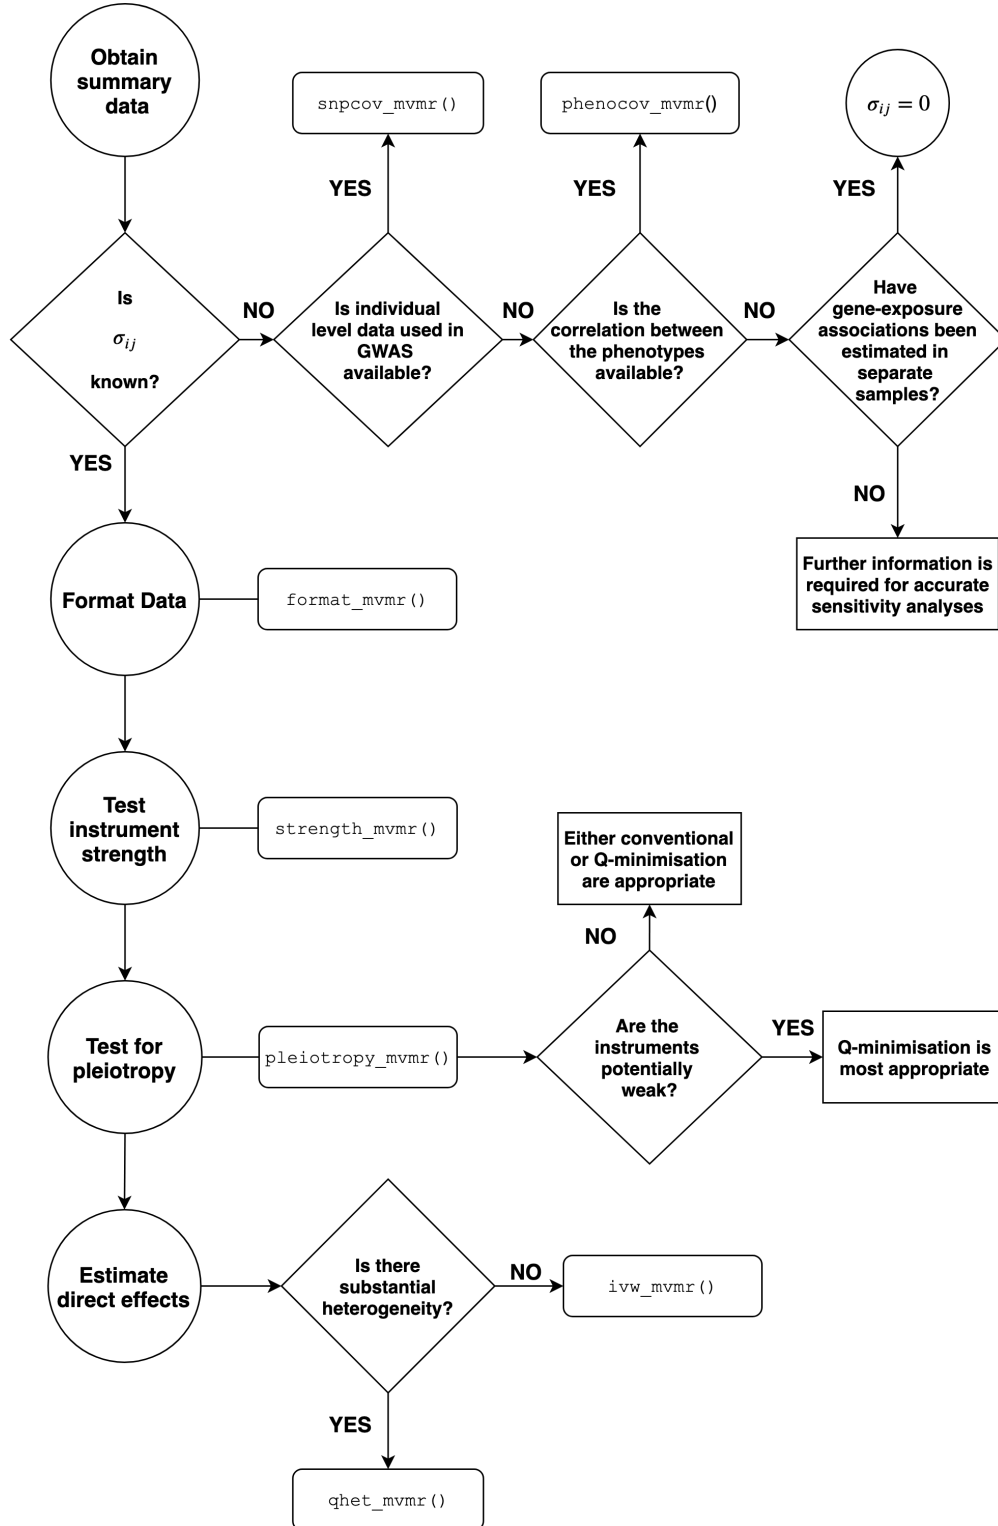 Obtain
summary
data
snpcov_mvmr()
phenocov_mvmr()
σij = 0
YES
YES
YES
Is
σij
known?
NO
Is individual
level data used in
GWAS
available?
NO
Is the
correlation between
the phenotypes
available?
NO
Have
gene-exposure
associations been
estimated in
separate
samples?
YES
NO
Further information is
required for accurate
sensitivity analyses
Format Data
format_mvmr()
Test
instrument
strength
strength_mvmr()
Either conventional
or Q-minimisation
are appropriate
NO
Test for
pleiotropy
pleiotropy_mvmr()
Are the
instruments
potentially
weak?
YES
Q-minimisation is
most appropriate
Estimate
direct effects
Is there
substantial
heterogeneity?
NO
ivw_mvmr()
YES
qhet_mvmr()